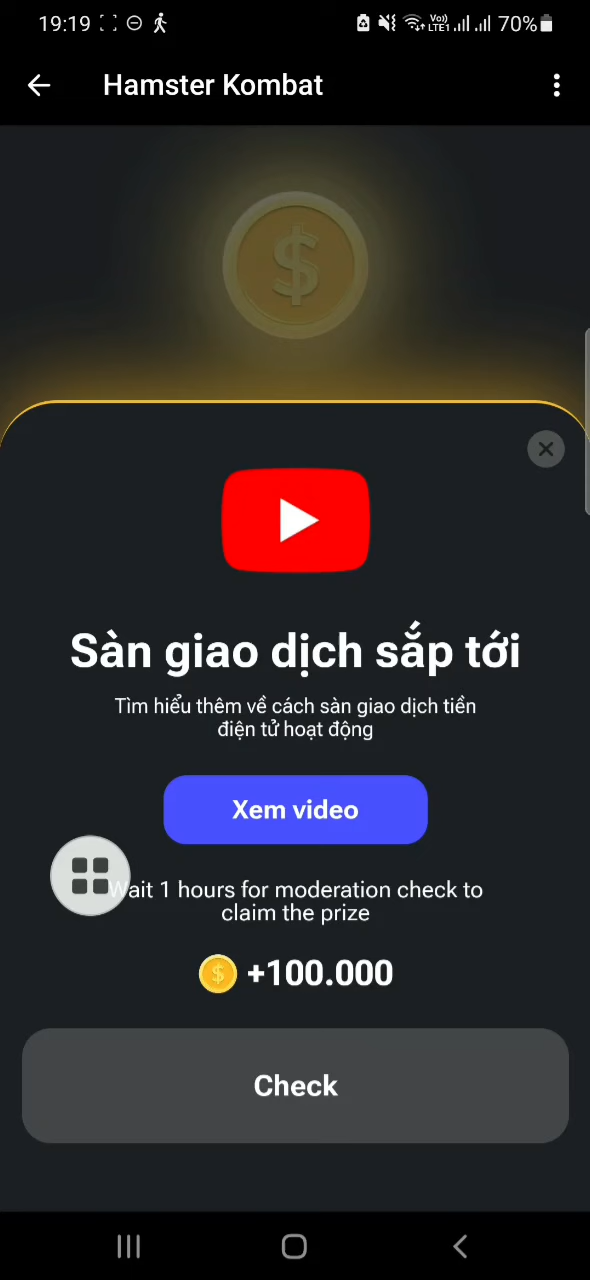 19:19
Vo))
LTE1
70%
Hamster Kombat
Sàn giao dịch sắp tới
Tìm hiểu thêm về cách sàn giao dịch tiền
điện tử hoạt động
Xem video
Wait 1 hours for moderation check to
claim the prize
+100.000
Check